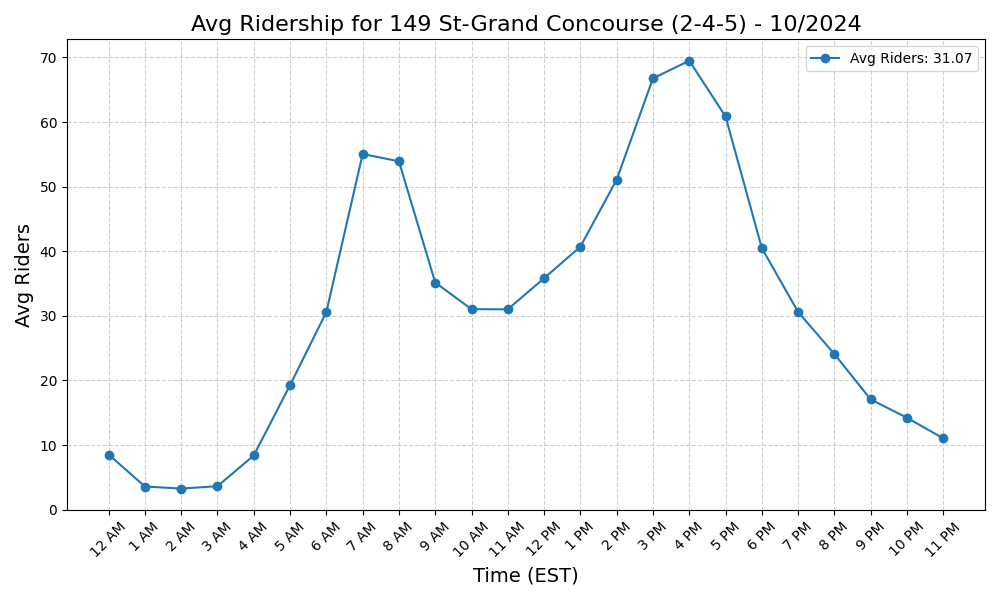 Avg Ridership for 149 St-Grand Concourse (2-4-5) - 10/2024
Avg Riders: 31.07
Avg Riders
70
60
50
40
30
20
10
0
12 AM
1 AM
2 AM
3 AM
4 AM
5 AM
6 AM
7 AM
8 AM
9 AM
10 AM
11 AM
12 PM
1 PM
2 PM
3 PM
4 PM
5 PM
6 PM
7 PM
8 PM
9 PM
10 PM
11 PM
Time (EST)